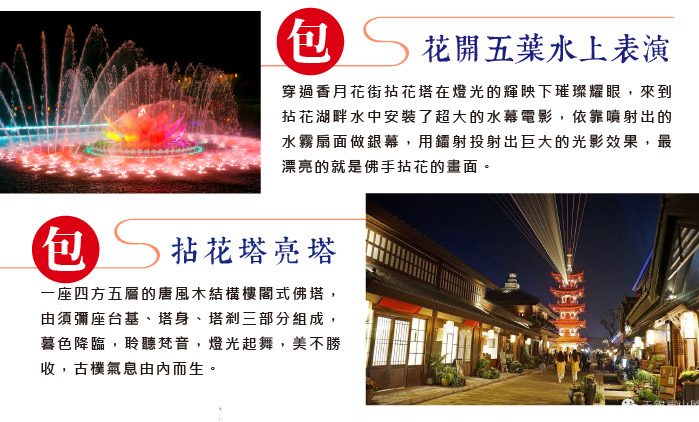 包
花開五葉水上表演
穿過香月花街拈花塔在燈光的輝映下璀璨耀眼，來到
拈花湖畔水中安裝了超大的水幕電影，依靠噴射出的
水霧扇面做銀幕，用鐳射投射出巨大的光影效果，最
漂亮的就是佛手拈花的畫面。
包
拈花塔亮塔
一座四方五層的唐風木結構樓閣式佛塔，
由須彌座台基、塔身、塔剎三部分組成，
暮色降臨，聆聽梵音，燈光起舞，美不勝
收，古樸氣息由內而生。